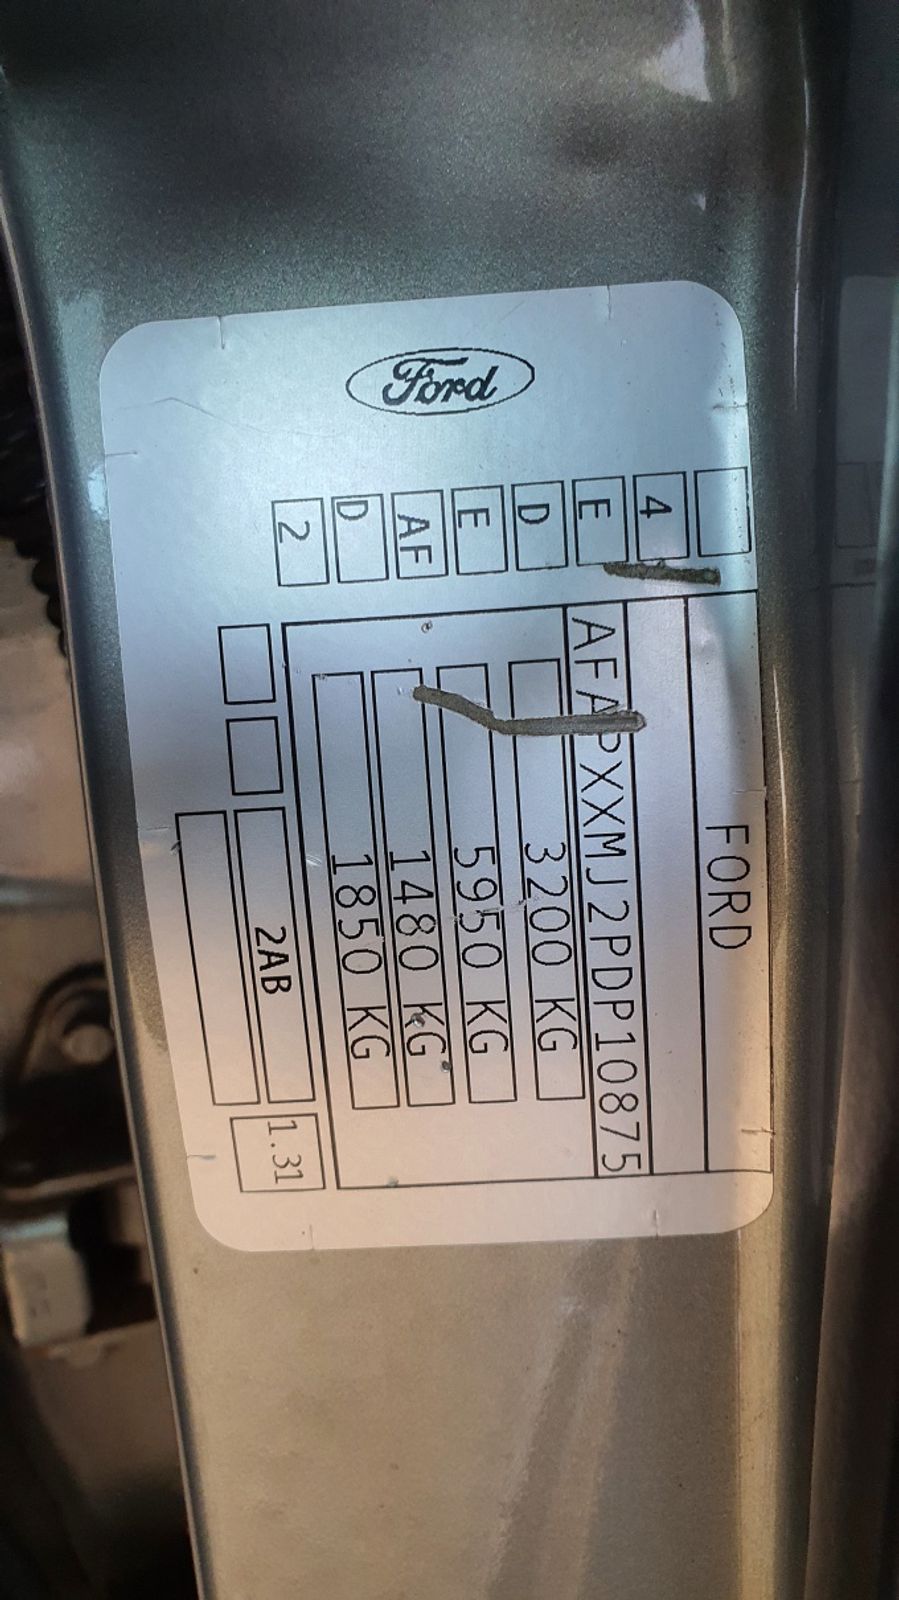 Ford
FORD
4
E
AFAPXXMJ2PDP10875
D
3200 KG
E
5950 KG
AF
1480 KG
D
1850 KG
2
2AB
1.31